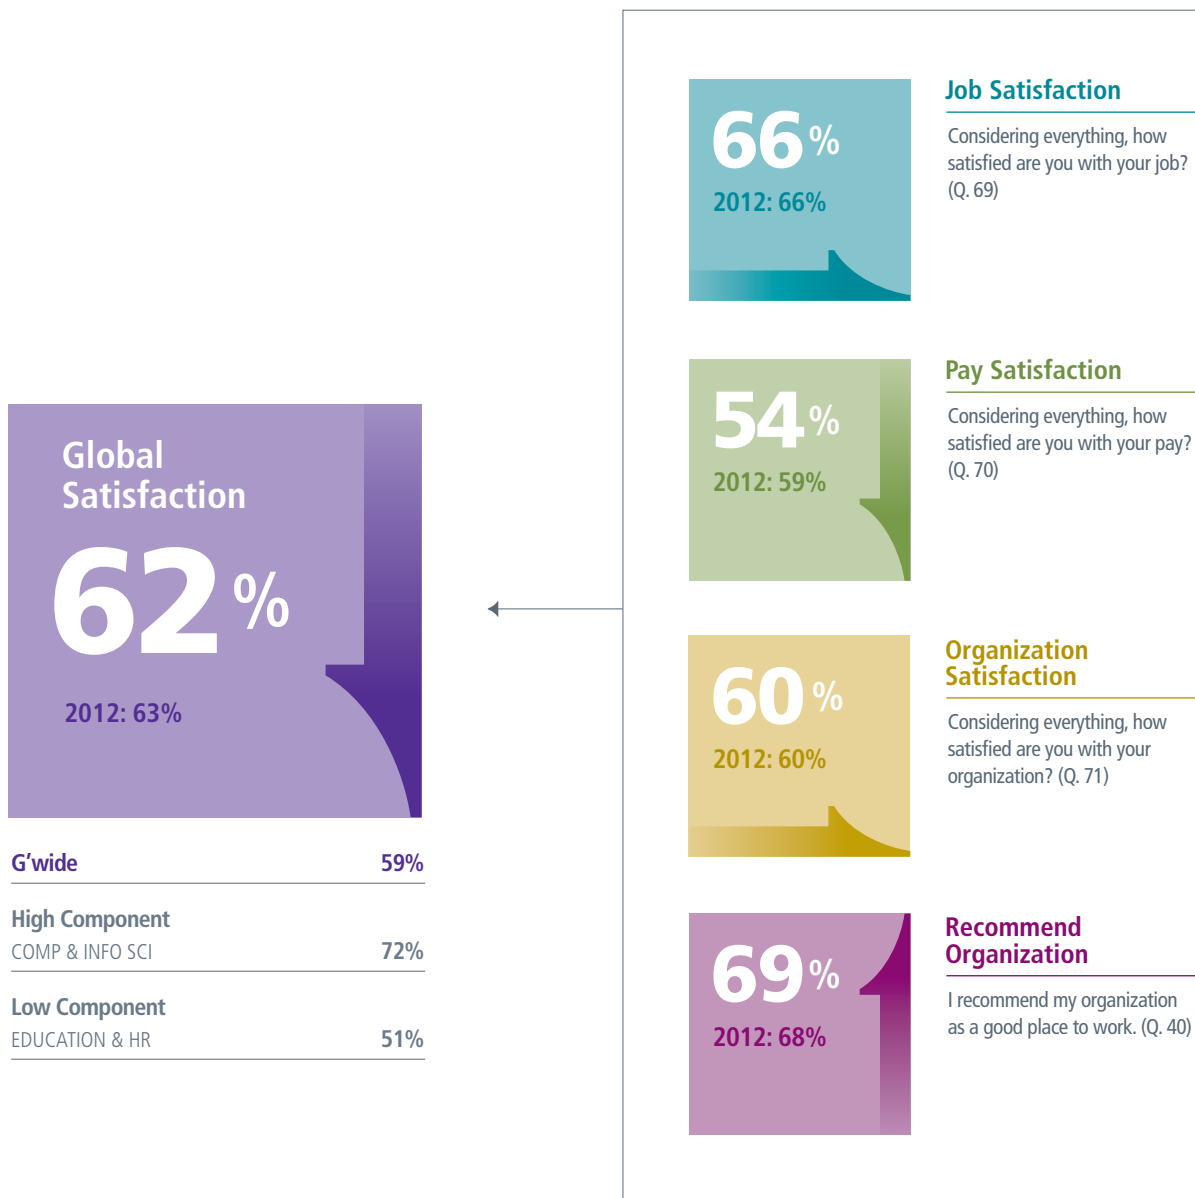 Global
Satisfaction
62%
2012: 63%
G’wide 59%
High Component
COMP & INFO SCI 72%
Low Component
EDUCATION & HR 51%
66%
2012: 66%
Job Satisfaction
Considering everything, how
satisfied are you with your job?
(Q. 69)
54%
2012: 59%
Pay Satisfaction
Considering everything, how
satisfied are you with your pay?
(Q. 70)
60%
2012: 60%
Organization
Satisfaction
Considering everything, how
satisfied are you with your
organization? (Q. 71)
69%
2012: 68%
Recommend
Organization
I recommend my organization
as a good place to work. (Q. 40)